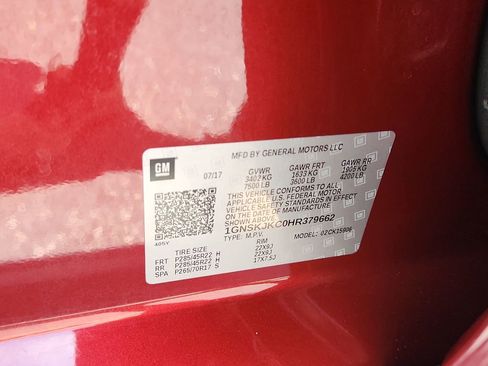 GM
MFD BY GENERAL MOTORS LLC
07/17 GVWR GAWR FRT GAWR RR
3402 KG 1633 KG 1905 KG
7500 LB 3600 LB 4200 LB
THIS VEHICLE CONFORMS TO ALL
APPLICABLE U.S. FEDERAL MOTOR
VEHICLE SAFETY STANDARDS IN EFFECT
ON THE DATE OF MANUFACTURE
SHOWN ABOVE.
1GNSKJKC0HR379662
TYPE: M.P.V. MODEL: 02CK15906
TIRE SIZE RIM
FRT P285/45R22 H 22X9J
RR P285/45R22 H 22X9J
SPA P265/70R17 S 17X7.5J